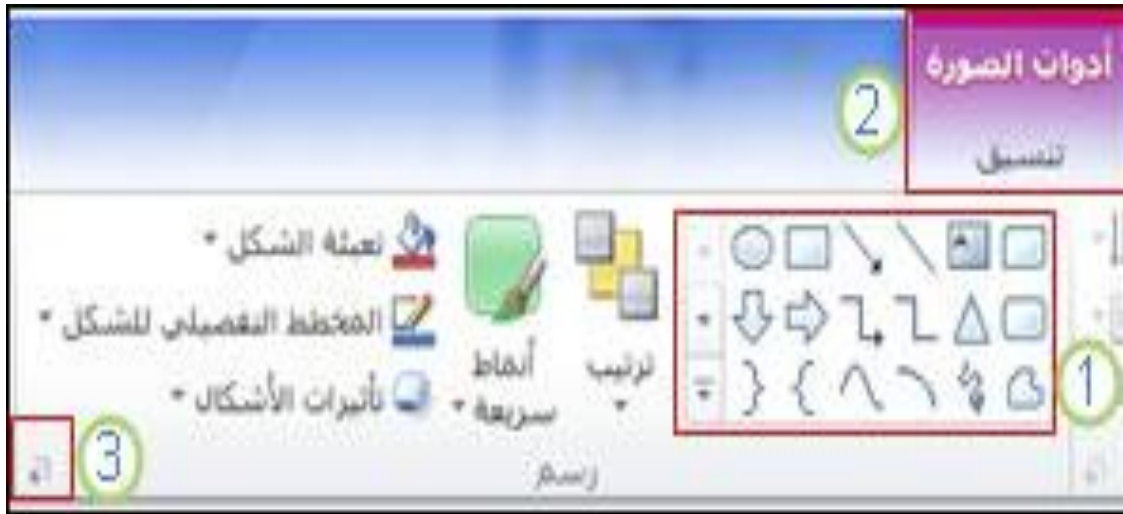 أدوات الصورة
2
تنسيق
1
ترتيب
أنماط
سريعة
تعبئة الشكل
المخطط التفصيلي للشكل
تأثيرات الأشكال
رسم
3